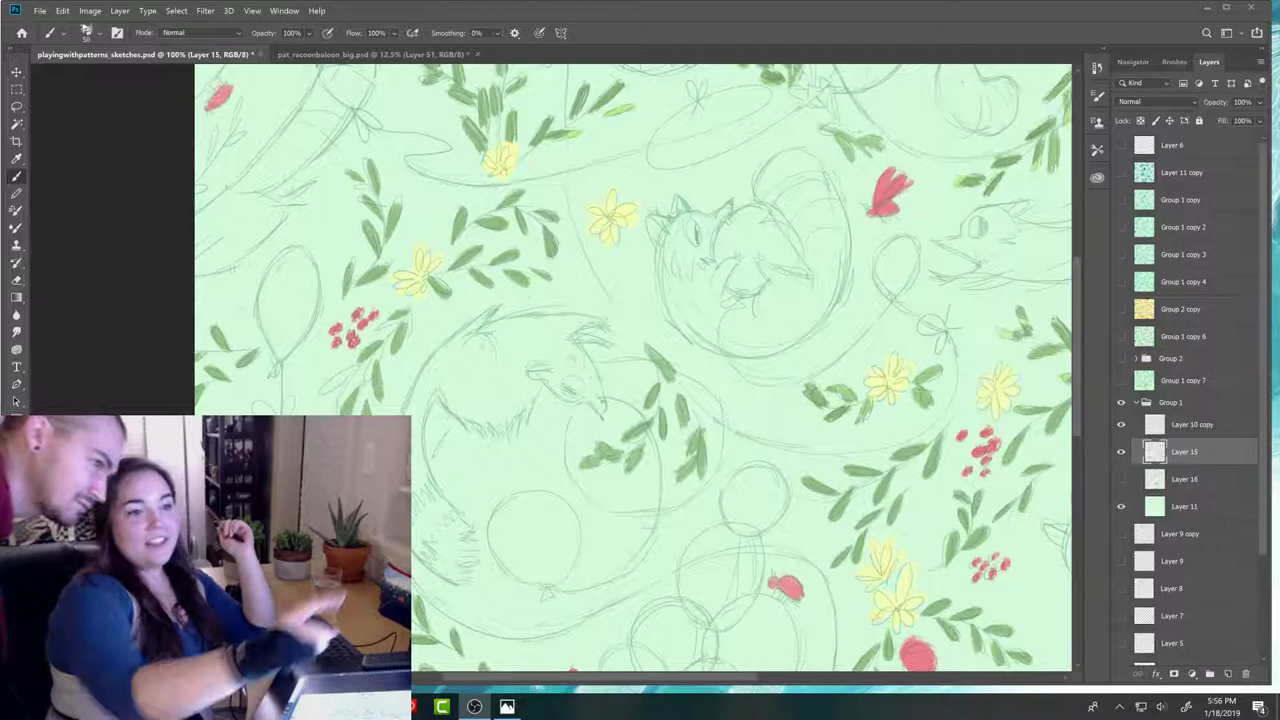 Ps File Edit Image Layer Type Select Filter 3D View Window Help
50 Mode: Normal Opacity: 100% Flow: 100% Smoothing: 0%
playingwithpatterns_sketches.psd @ 100% (Layer 15, RGB/8) * pat_racoonbaloon_big.psd @ 12,5% (Layer 51, RGB/8) *
Navigator Brushes Layers
Kind
Normal Opacity: 100%
Lock: Fill: 100%
Layer 6
Layer 11 copy
Group 1 copy
Group 1 copy 2
Group 1 copy 3
Group 1 copy 4
Group 2 copy
Group 1 copy 6
Group 2
Group 1 copy 7
Group 1
Layer 10 copy
Layer 15
Layer 16
Layer 11
Layer 9 copy
Layer 9
Layer 8
Layer 7
Layer 5
fx
5:56 PM
1/18/2019
4